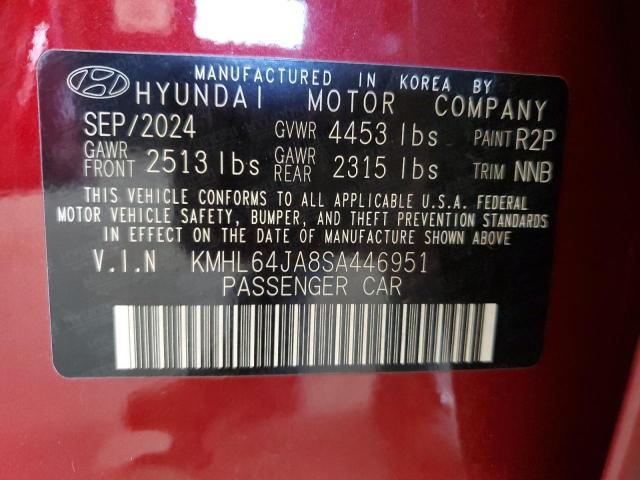 MANUFACTURED IN KOREA BY
HYUNDAI MOTOR COMPANY
SEP/2024 GVWR 4453 lbs PAINT R2P
GAWR FRONT 2513 lbs GAWR REAR 2315 lbs TRIM NNB
THIS VEHICLE CONFORMS TO ALL APPLICABLE U.S.A. FEDERAL
MOTOR VEHICLE SAFETY, BUMPER, AND THEFT PREVENTION STANDARDS
IN EFFECT ON THE DATE OF MANUFACTURE SHOWN ABOVE
V.I.N KMHL64JA8SA446951
PASSENGER CAR